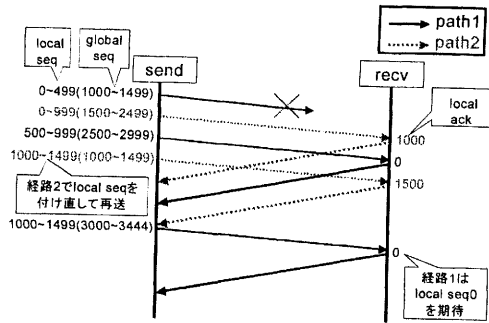 path1
path2
local
seq
global
seq
send
recv
0~499(1000~1499)
0~999(1500~2499)
500~999(2500~2999)
1000~1499(1000~1499)
経路2でlocal seqを
付け直して再送
1000~1499(3000~3444)
local
ack
1000
0
1500
0
経路1は
local seq0
を期待